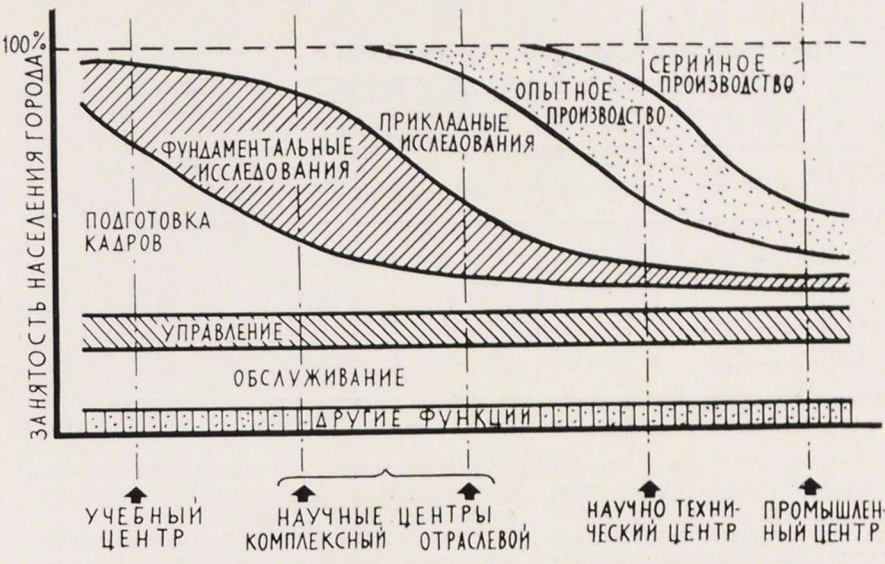 100%
ЗАНЯТОСТЬ НАСЕЛЕНИЯ ГОРОДА
СЕРИЙНОЕ
ПРОИЗВОДСТВО
ОПЫТНОЕ
ПРОИЗВОДСТВО
ПРИКЛАДНЫЕ
ИССЛЕДОВАНИЯ
ФУНДАМЕНТАЛЬНЫЕ
ИССЛЕДОВАНИЯ
ПОДГОТОВКА
КАДРОВ
УПРАВЛЕНИЕ
ОБСЛУЖИВАНИЕ
ДРУГИЕ ФУНКЦИИ
УЧЕБНЫЙ
ЦЕНТР
НАУЧНЫЕ ЦЕНТРЫ
КОМПЛЕКСНЫЙ ОТРАСЛЕВОЙ
НАУЧНО ТЕХНИ-
ЧЕСКИЙ ЦЕНТР
ПРОМЫШЛЕН-
НЫЙ ЦЕНТР